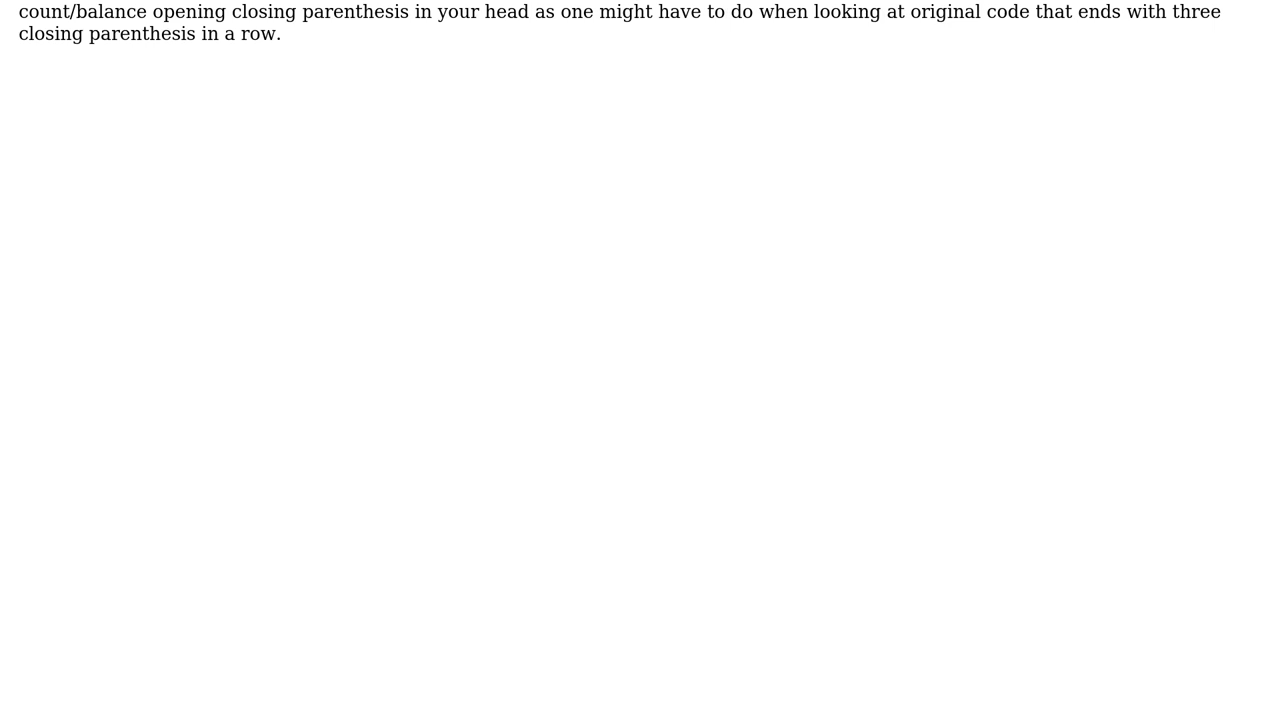 count/balance opening closing parenthesis in your head as one might have to do when looking at original code that ends with three
closing parenthesis in a row.